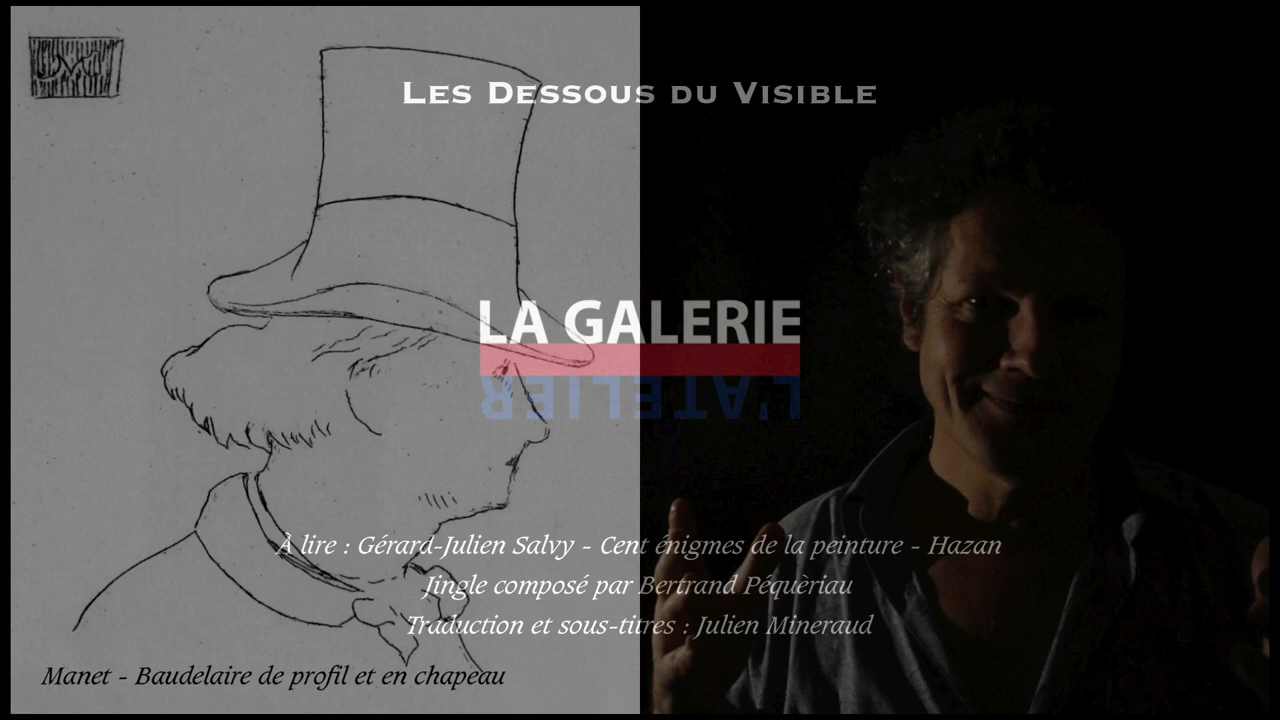 Les Dessous du Visible
LA GALERIE
L'ATELIER
À lire : Gérard-Julien Salvy - Cent énigmes de la peinture - Hazan
Jingle composé par Bertrand Péquèriau
Traduction et sous-titres : Julien Mineraud
Manet - Baudelaire de profil et en chapeau